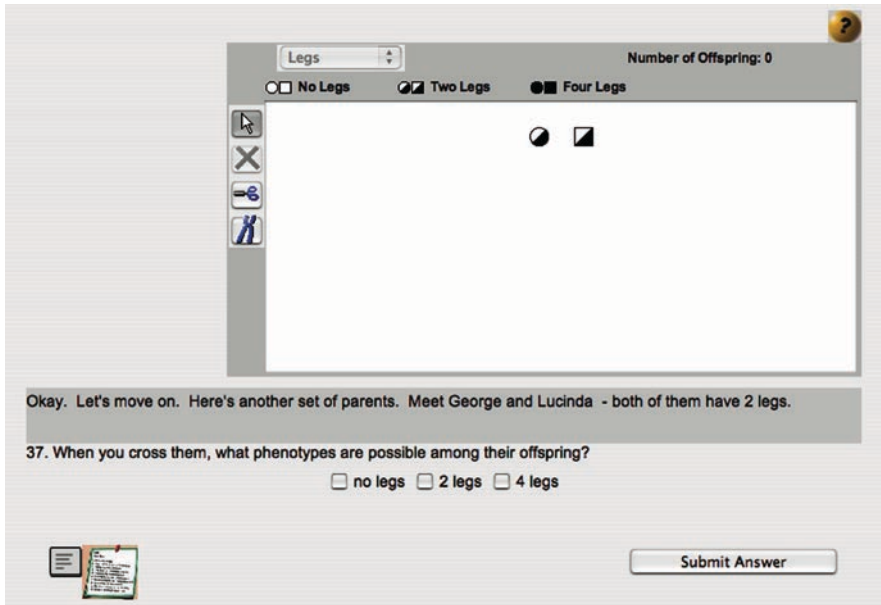 ?
Legs
Number of Offspring: 0
No Legs
Two Legs
Four Legs
Okay. Let's move on. Here's another set of parents. Meet George and Lucinda - both of them have 2 legs.
37. When you cross them, what phenotypes are possible among their offspring?
no legs 2 legs 4 legs
Submit Answer